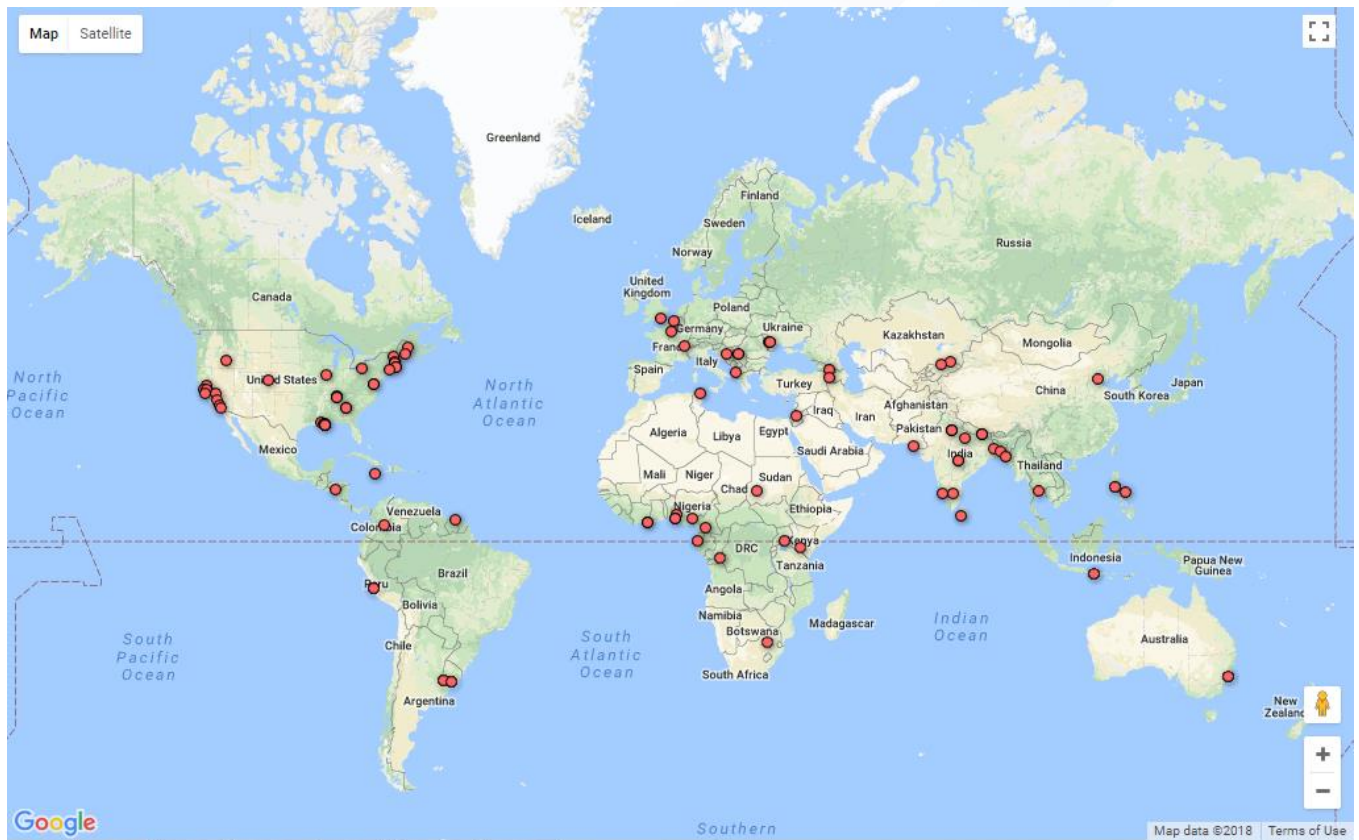 Map
Satellite
Greenland
Iceland
Finland
Sweden
Norway
Russia
United
Kingdom
Canada
Poland
Germany
Ukraine
Kazakhstan
Mongolia
France
Italy
Spain
Turkey
United States
North
Pacific
Ocean
North
Atlantic
Ocean
China
South Korea
Japan
Afghanistan
Iraq
Iran
Pakistan
Algeria
Libya
Egypt
Saudi Arabia
India
Thailand
Mexico
Mali
Niger
Chad
Sudan
Nigeria
Ethiopia
Venezuela
Colombia
DRC
Kenya
Tanzania
Indonesia
Papua New
Guinea
Brazil
Peru
Bolivia
Angola
Namibia
Botswana
Madagascar
Indian
Ocean
Australia
Chile
South
Pacific
Ocean
South
Atlantic
Ocean
South Africa
Argentina
New
Zealand
Google
Southern
Map data ©2018
Terms of Use